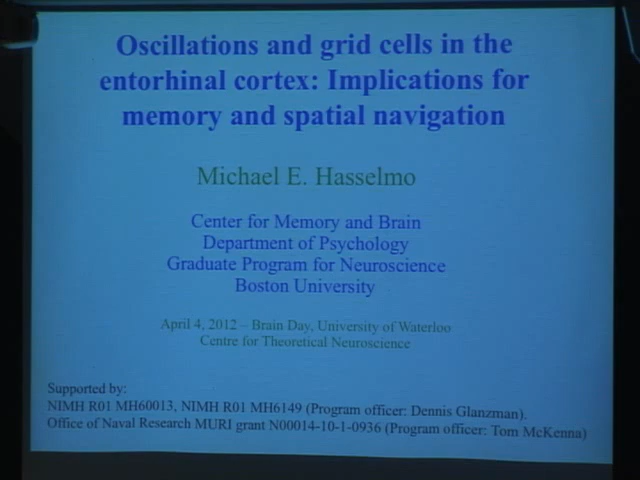 Oscillations and grid cells in the
entorhinal cortex: Implications for
memory and spatial navigation
Michael E. Hasselmo
Center for Memory and Brain
Department of Psychology
Graduate Program for Neuroscience
Boston University
April 4, 2012 – Brain Day, University of Waterloo
Centre for Theoretical Neuroscience
Supported by:
NIMH R01 MH60013, NIMH R01 MH6149 (Program officer: Dennis Glanzman).
Office of Naval Research MURI grant N00014-10-1-0936 (Program officer: Tom McKenna)